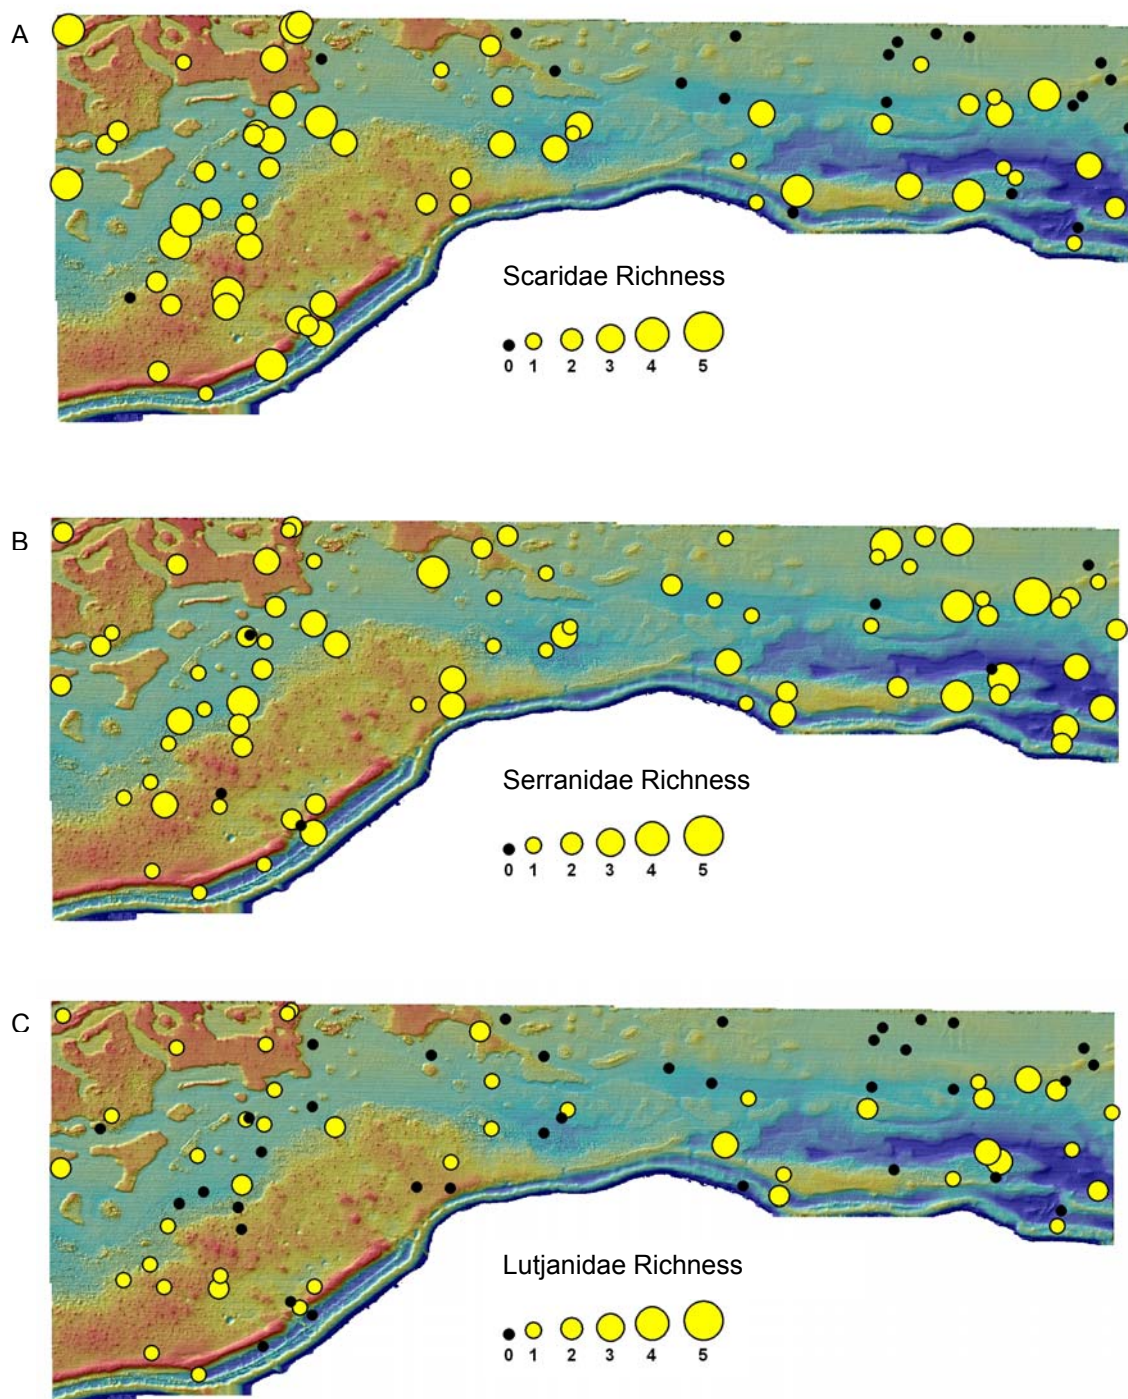 A
Scaridae Richness
0 1 2 3 4 5
B
Serranidae Richness
0 1 2 3 4 5
C
Lutjanidae Richness
0 1 2 3 4 5